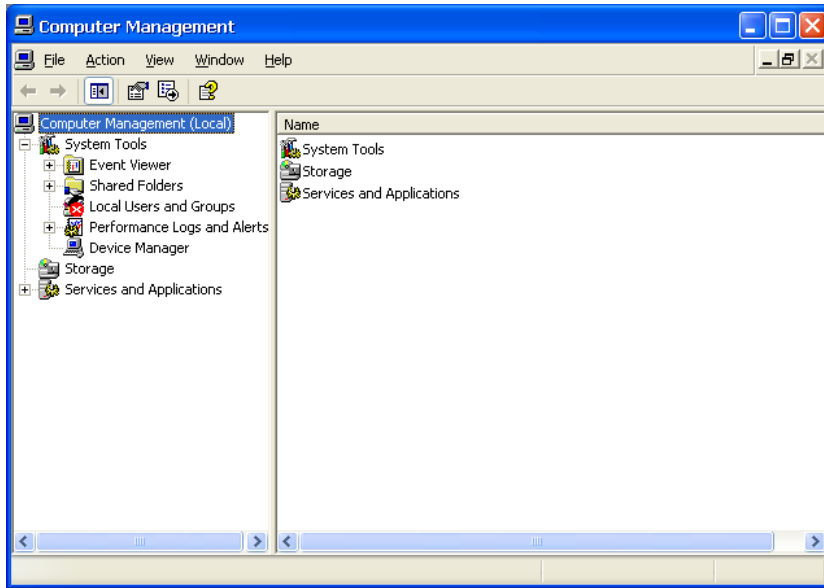 Computer Management
File Action View Window Help
Computer Management (Local)
System Tools
Event Viewer
Shared Folders
Local Users and Groups
Performance Logs and Alerts
Device Manager
Storage
Services and Applications
Name
System Tools
Storage
Services and Applications